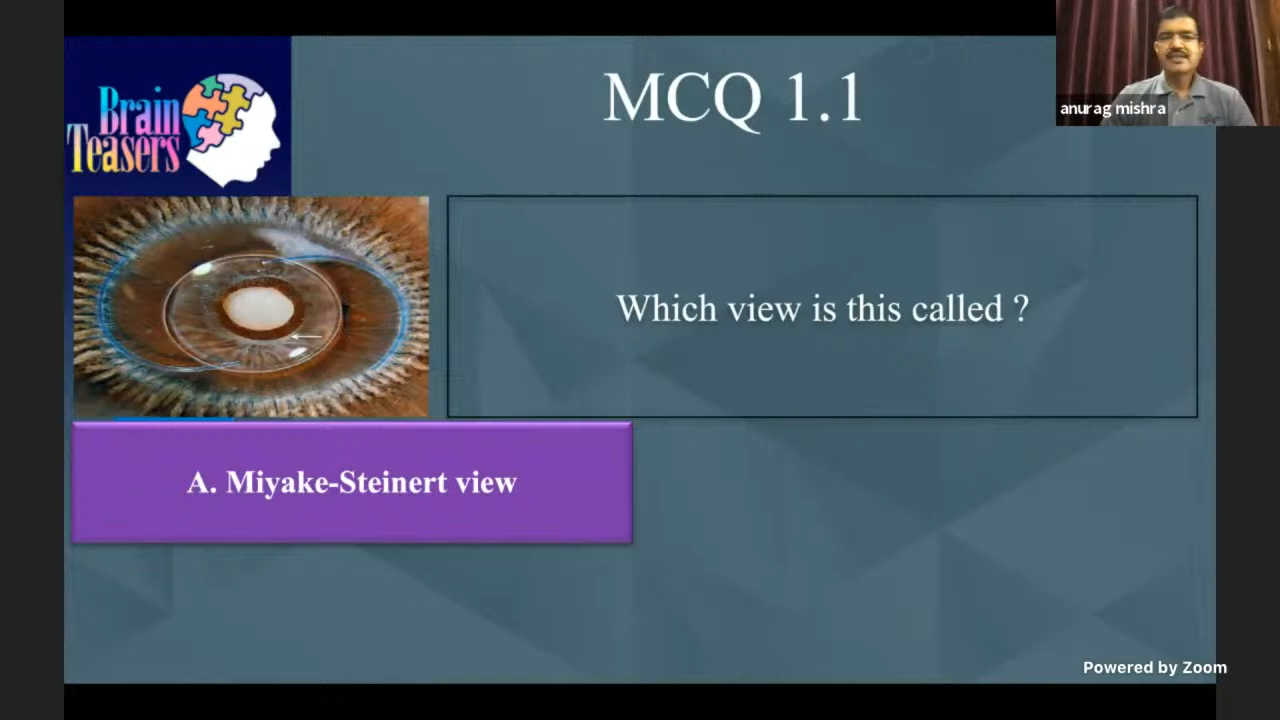 Brain
Teasers
MCQ 1.1
anurag mishra
Which view is this called ?
A. Miyake-Steinert view
Powered by Zoom